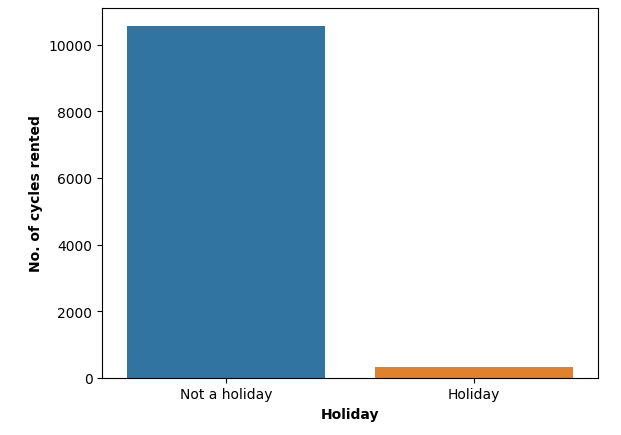 10000
8000
6000
4000
2000
0
No. of cycles rented
Not a holiday
Holiday
Holiday